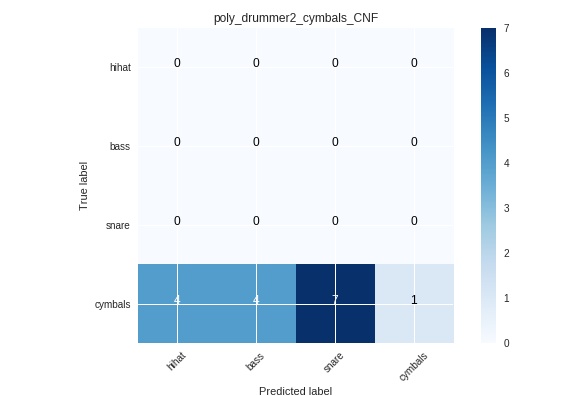 poly_drummer2_cymbals_CNF
True label
hihat 0 0 0 0
bass 0 0 0 0
snare 0 0 0 0
cymbals 4 4 7 1
hihat bass snare cymbals
Predicted label
7
6
5
4
3
2
1
0